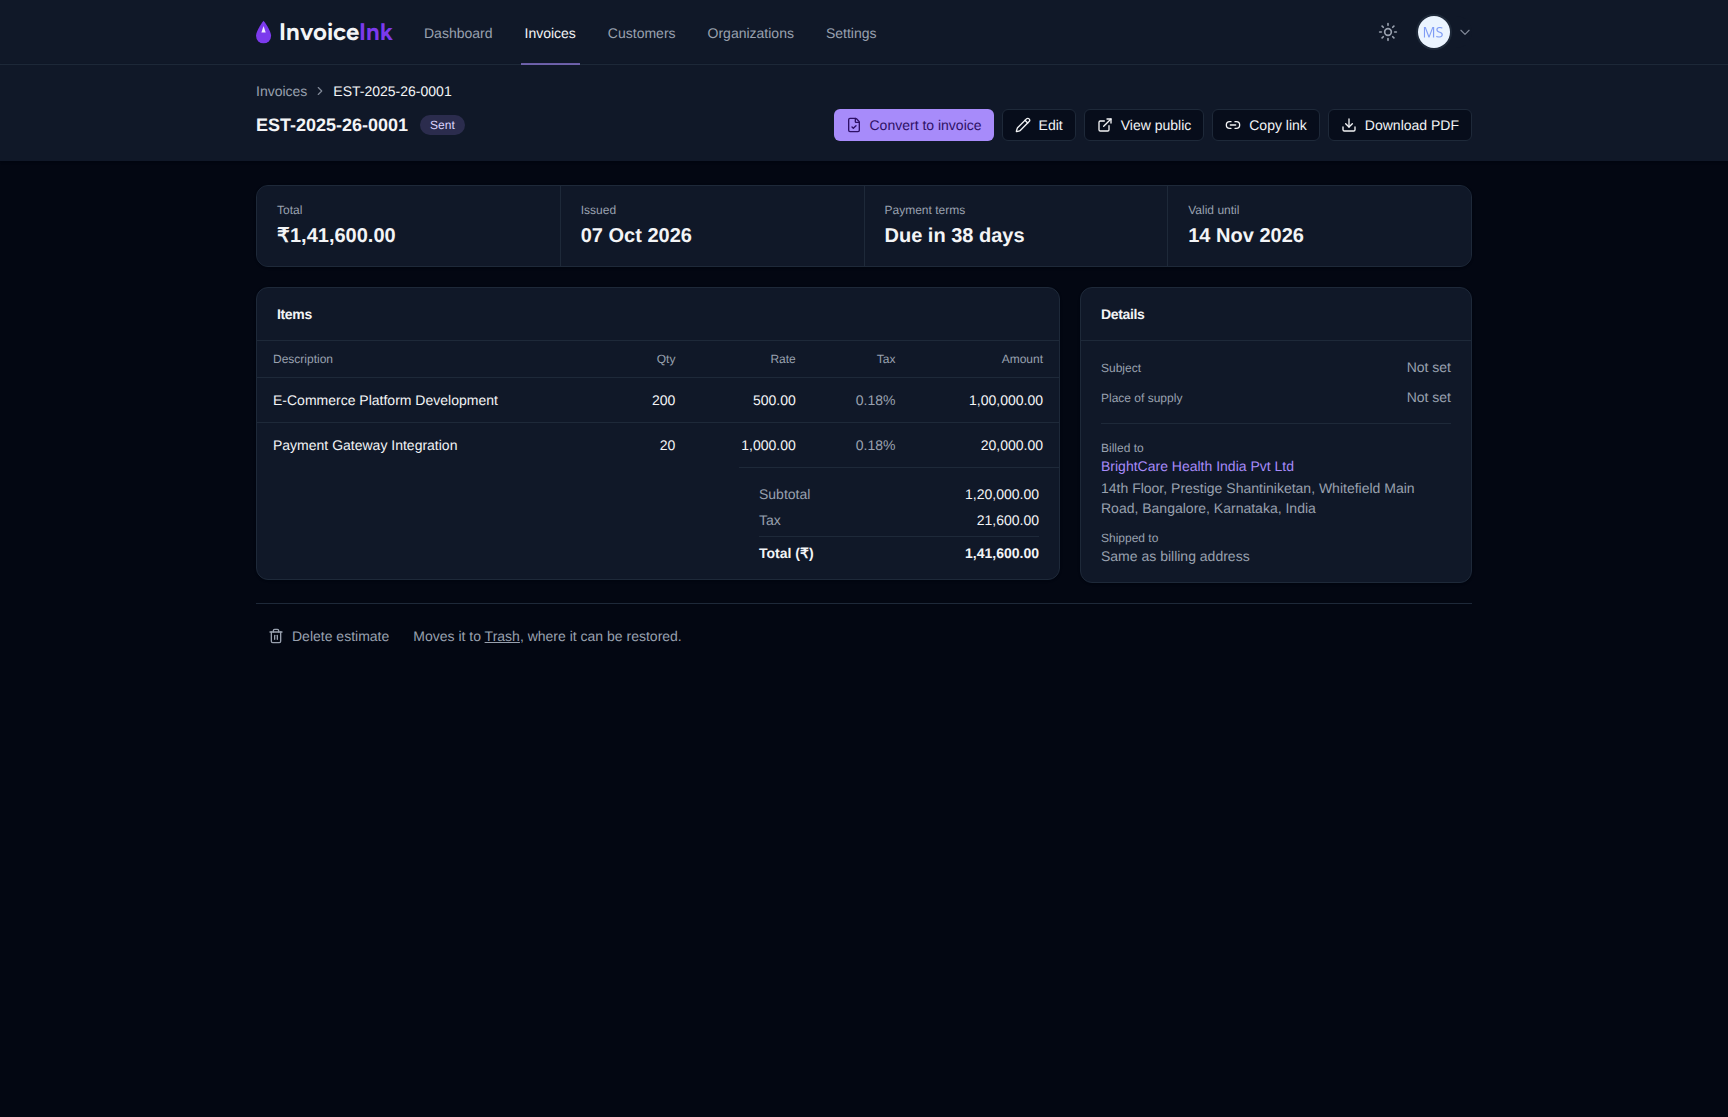 InvoiceInk Dashboard Invoices Customers Organizations Settings MS
Invoices > EST-2025-26-0001
EST-2025-26-0001 Sent Convert to invoice Edit View public Copy link Download PDF
Total Issued Payment terms Valid until
₹1,41,600.00 07 Oct 2026 Due in 38 days 14 Nov 2026
Items
Description Qty Rate Tax Amount
E-Commerce Platform Development 200 500.00 0.18% 1,00,000.00
Payment Gateway Integration 20 1,000.00 0.18% 20,000.00
Subtotal 1,20,000.00
Tax 21,600.00
Total (₹) 1,41,600.00
Details
Subject Not set
Place of supply Not set
Billed to
BrightCare Health India Pvt Ltd
14th Floor, Prestige Shantiniketan, Whitefield Main
Road, Bangalore, Karnataka, India
Shipped to
Same as billing address
Delete estimate Moves it to Trash, where it can be restored.